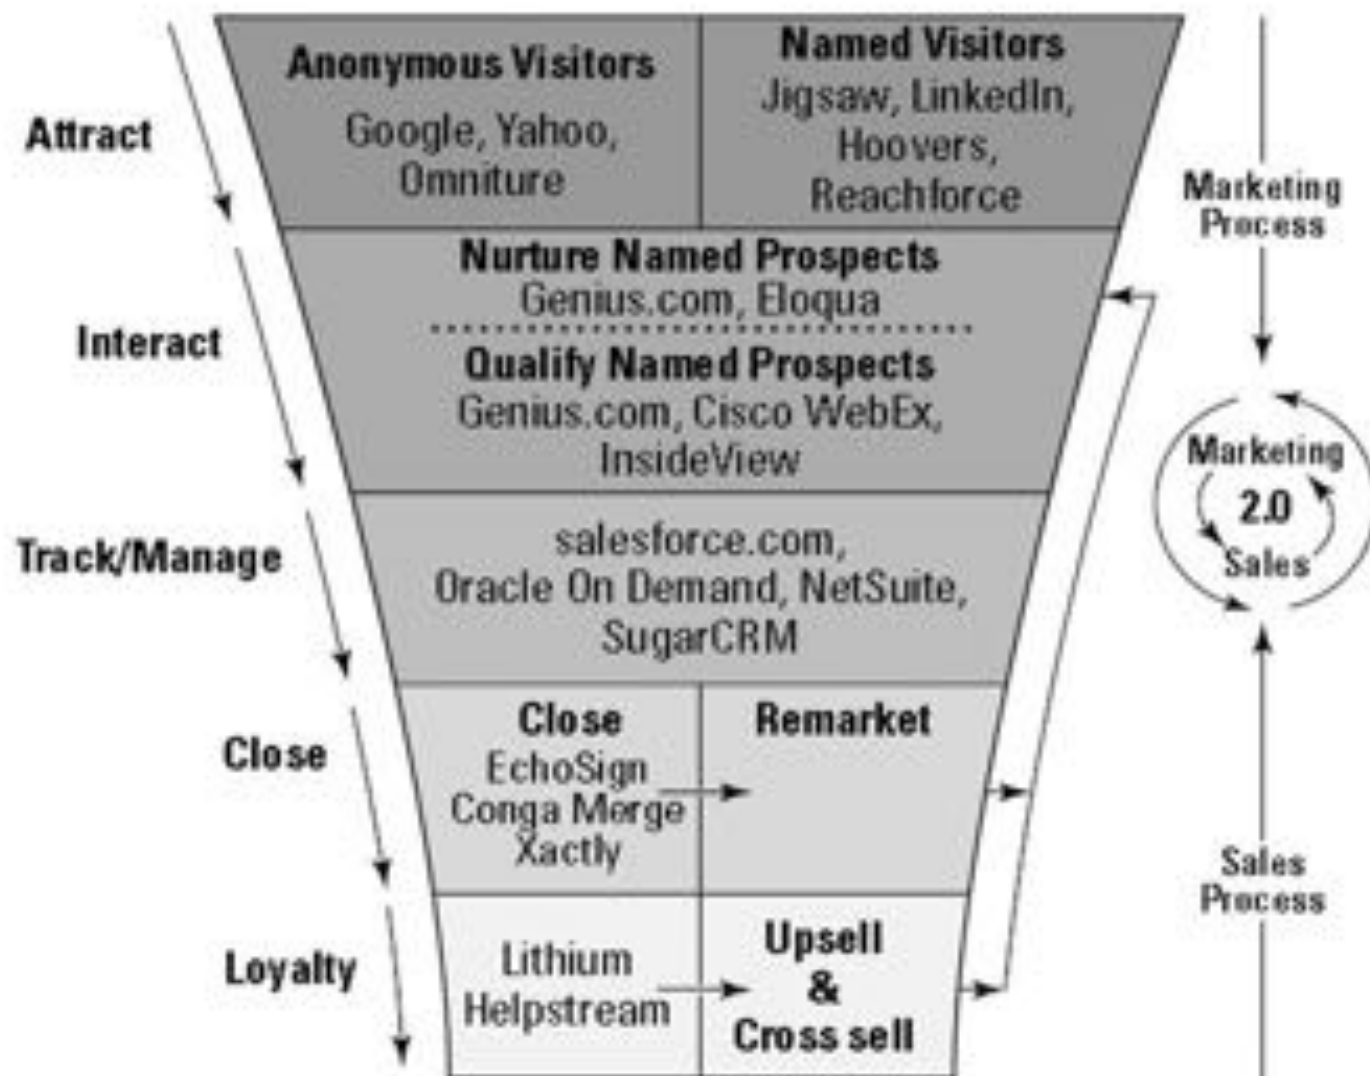 Attract
Anonymous Visitors
Google, Yahoo,
Omniture
Named Visitors
Jigsaw, LinkedIn,
Hoovers,
Reachforce
Interact
Nurture Named Prospects
Genius.com, Eloqua
Qualify Named Prospects
Genius.com, Cisco WebEx,
InsideView
Track/Manage
salesforce.com,
Oracle On Demand, NetSuite,
SugarCRM
Close
Close
EchoSign
Conga Merge
Xactly
Remarket
Loyalty
Lithium
Helpstream
Upsell
&
Cross sell
Marketing
Process
Marketing
2.0
Sales
Sales
Process